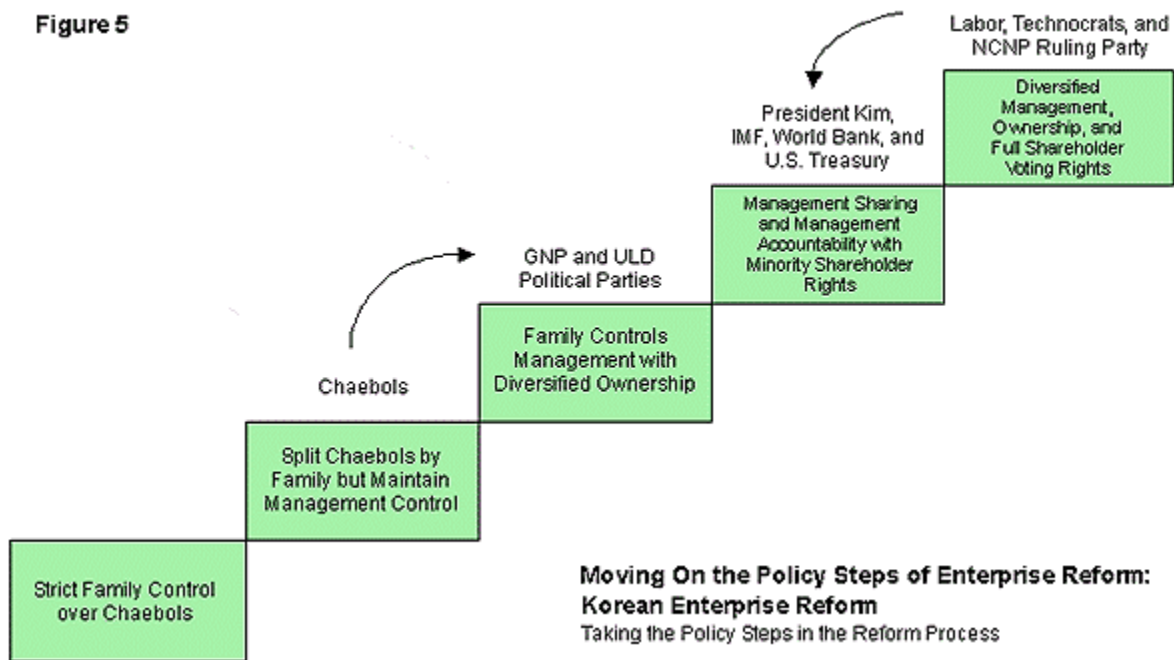 Figure 5
Labor, Technocrats, and
NCNP Ruling Party
Diversified
Management,
Ownership, and
Full Shareholder
Voting Rights
President Kim,
IMF, World Bank, and
U.S. Treasury
Management Sharing
and Management
Accountability with
Minority Shareholder
Rights
GNP and ULD
Political Parties
Family Controls
Management with
Diversified Ownership
Chaebols
Split Chaebols by
Family but Maintain
Management Control
Strict Family Control
over Chaebols
Moving On the Policy Steps of Enterprise Reform:
Korean Enterprise Reform
Taking the Policy Steps in the Reform Process